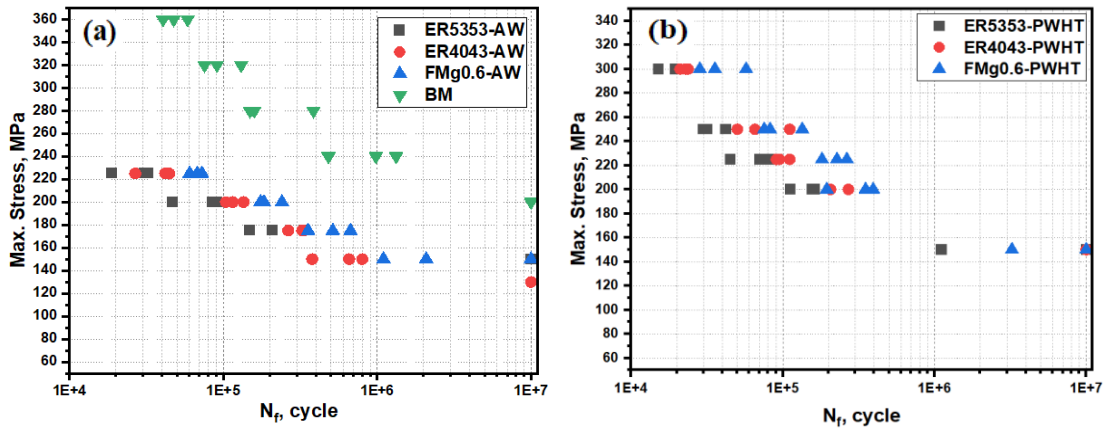 (a)
ER5353-AW
ER4043-AW
FMg0.6-AW
BM
Max. Stress, MPa
360
340
320
300
280
260
240
220
200
180
160
140
120
100
80
60
1E+4
1E+5
1E+6
1E+7
Nf, cycle
(b)
ER5353-PWHT
ER4043-PWHT
FMg0.6-PWHT
Max. Stress, MPa
340
320
300
280
260
240
220
200
180
160
140
120
100
80
60
1E+4
1E+5
1E+6
1E+7
Nf, cycle